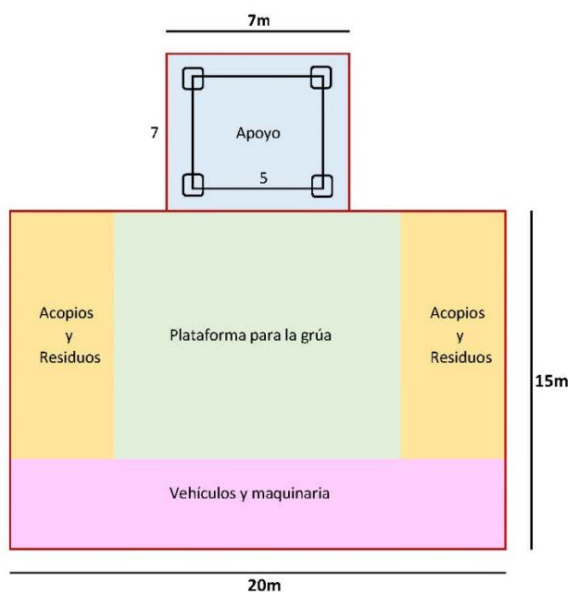 7m
7
Apoyo
5
Acopios
y
Residuos
Plataforma para la grúa
Acopios
y
Residuos
15m
Vehículos y maquinaria
20m